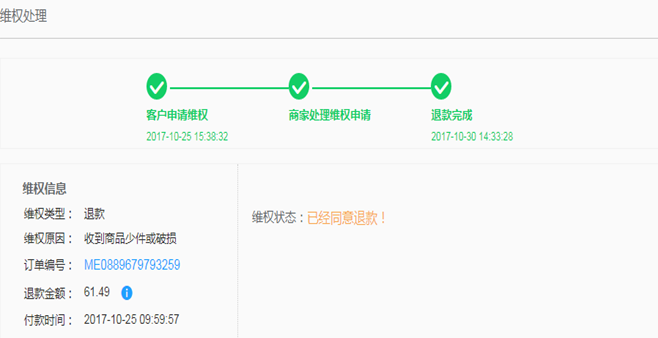 维权处理
客户申请维权 商家处理维权申请 退款完成
2017-10-25 15:38:32 2017-10-30 14:33:28
维权信息
维权类型： 退款
维权状态：已经同意退款！
维权原因： 收到商品少件或破损
订单编号： ME0889679793259
退款金额： 61.49
付款时间： 2017-10-25 09:59:57